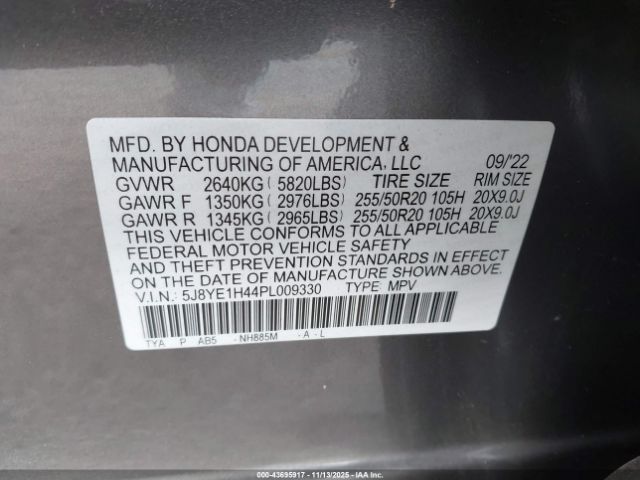 MFD. BY HONDA DEVELOPMENT &
MANUFACTURING OF AMERICA, LLC 09/'22
GVWR 2640KG ( 5820LBS) TIRE SIZE RIM SIZE
GAWR F 1350KG ( 2976LBS) 255/50R20 105H 20X9.0J
GAWR R 1345KG ( 2965LBS) 255/50R20 105H 20X9.0J
THIS VEHICLE CONFORMS TO ALL APPLICABLE
FEDERAL MOTOR VEHICLE SAFETY
AND THEFT PREVENTION STANDARDS IN EFFECT
ON THE DATE OF MANUFACTURE SHOWN ABOVE.
V.I.N.: 5J8YE1H44PL009330 TYPE: MPV
TYA P AB5 -NH885M -A-L
00-43695917 - 11/13/2025 - IAA Inc.